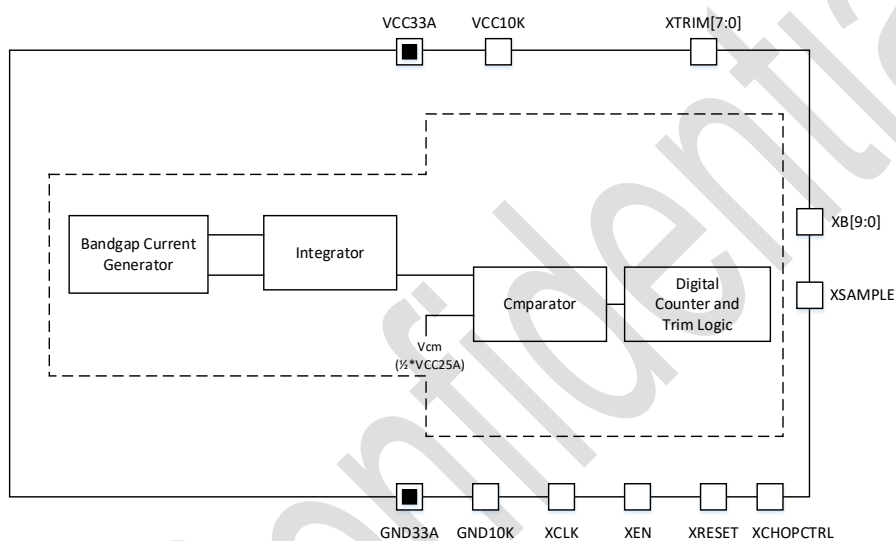 VCC33A
VCC10K
XTRIM[7:0]
XB[9:0]
XSAMPLE
Bandgap Current
Generator
Integrator
Cmparator
Digital
Counter and
Trim Logic
Vcm
(½*VCC25A)
GND33A
GND10K
XCLK
XEN
XRESET
XCHOPCTRL
Confidential